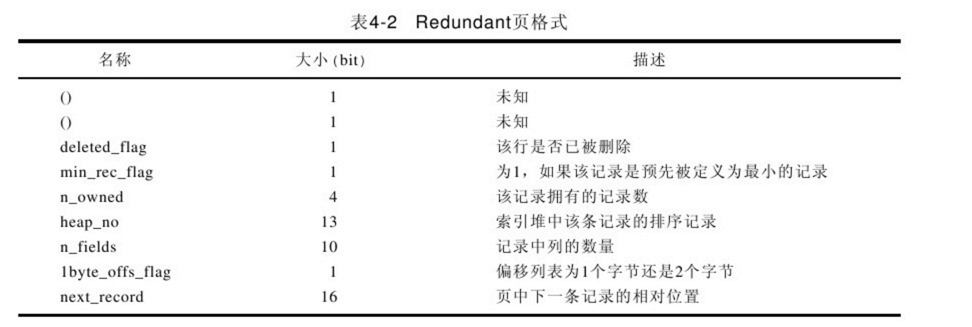 表4-2 Redundant页格式
名称 大小(bit) 描述
() 1 未知
() 1 未知
deleted_flag 1 该行是否已被删除
min_rec_flag 1 为1，如果该记录是预先被定义为最小的记录
n_owned 4 该记录拥有的记录数
heap_no 13 索引堆中该条记录的排序记录
n_fields 10 记录中列的数量
1byte_offs_flag 1 偏移列表为1个字节还是2个字节
next_record 16 页中下一条记录的相对位置